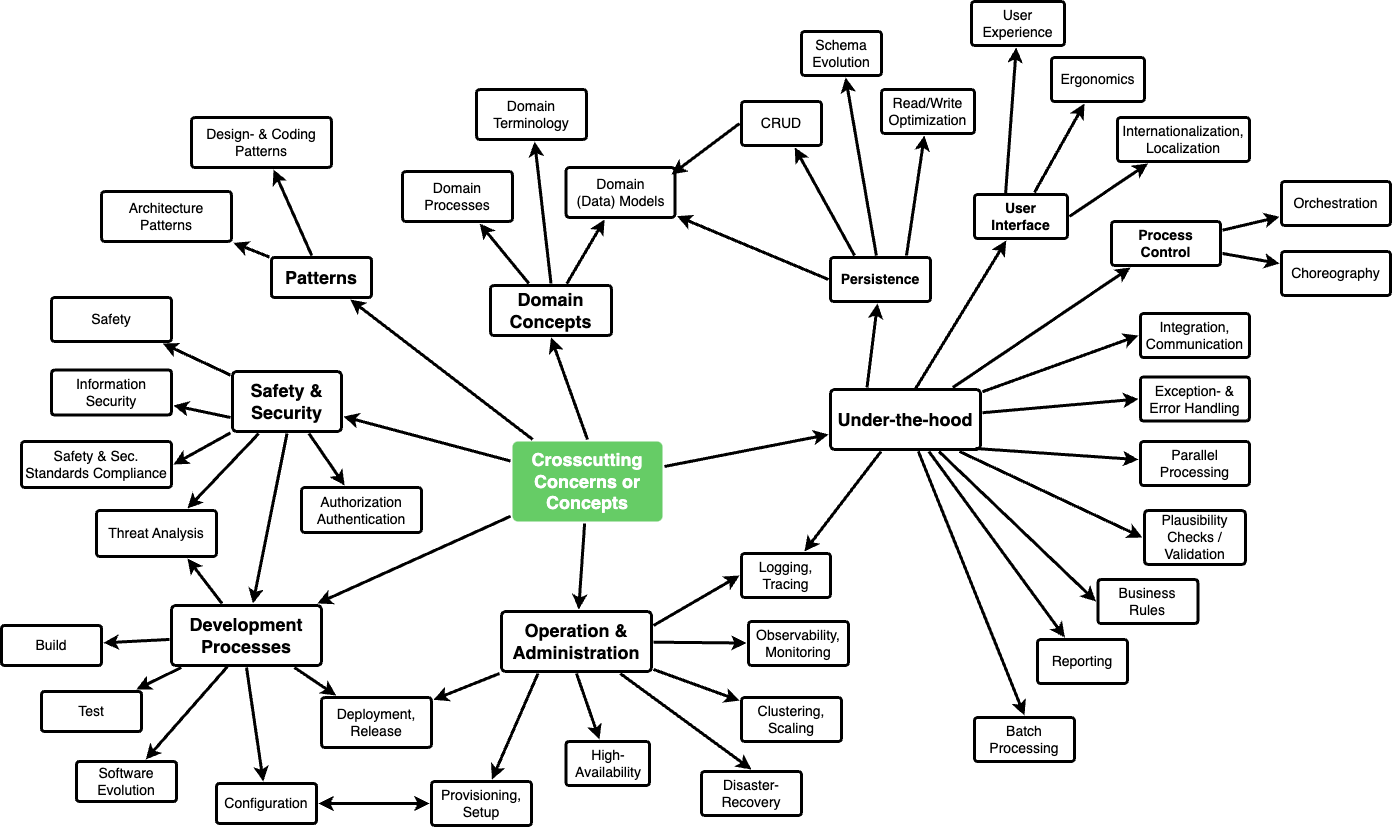 User
Experience
Schema
Evolution
Ergonomics
Domain
Terminology
CRUD
Read/Write
Optimization
Design- & Coding
Patterns
Internationalization,
Localization
Domain
Processes
Domain
(Data) Models
Architecture
Patterns
User
Interface
Orchestration
Process
Control
Patterns
Persistence
Choreography
Domain
Concepts
Safety
Integration,
Communication
Information
Security
Safety &
Security
Exception- &
Error Handling
Under-the-hood
Safety & Sec.
Standards Compliance
Crosscutting
Concerns or
Concepts
Parallel
Processing
Authorization
Authentication
Threat Analysis
Plausibility
Checks /
Validation
Logging,
Tracing
Business
Rules
Development
Processes
Operation &
Administration
Observability,
Monitoring
Build
Reporting
Test
Deployment,
Release
Clustering,
Scaling
Batch
Processing
High-
Availability
Software
Evolution
Disaster-
Recovery
Configuration
Provisioning,
Setup